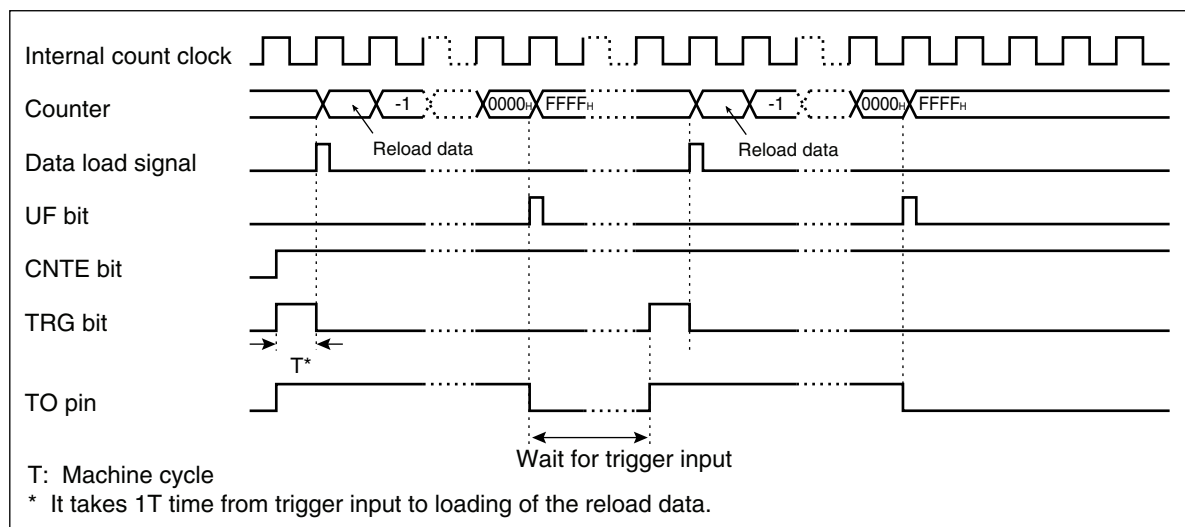 Internal count clock
Counter
-1
0000H
FFFFH
-1
0000H
FFFFH
Reload data
Reload data
Data load signal
UF bit
CNTE bit
TRG bit
T*
TO pin
Wait for trigger input
T: Machine cycle
* It takes 1T time from trigger input to loading of the reload data.